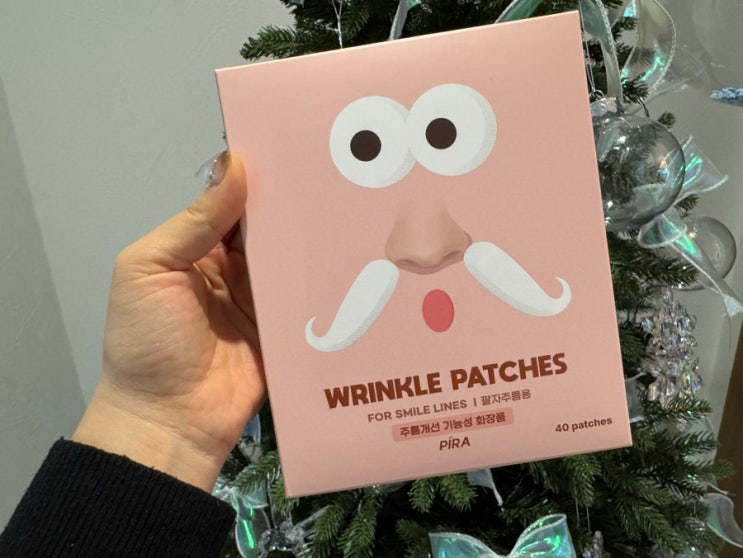 WRINKLE PATCHES
FOR SMILE LINES | 팔자주름용
주름개선 기능성 화장품
40 patches
PIRA